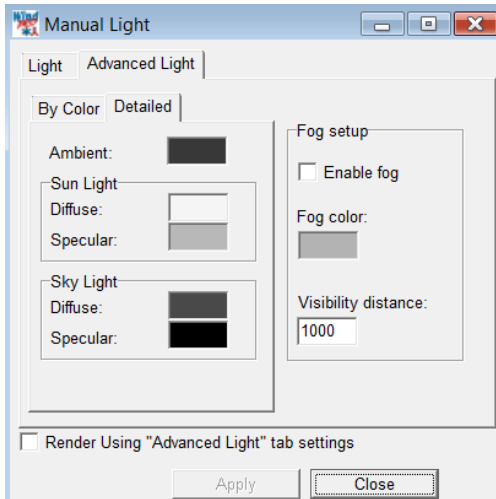 Manual Light
Light Advanced Light
By Color Detailed
Ambient:
Sun Light
Diffuse:
Specular:
Sky Light
Diffuse:
Specular:
Fog setup
Enable fog
Fog color:
Visibility distance:
1000
Render Using "Advanced Light" tab settings
Apply Close